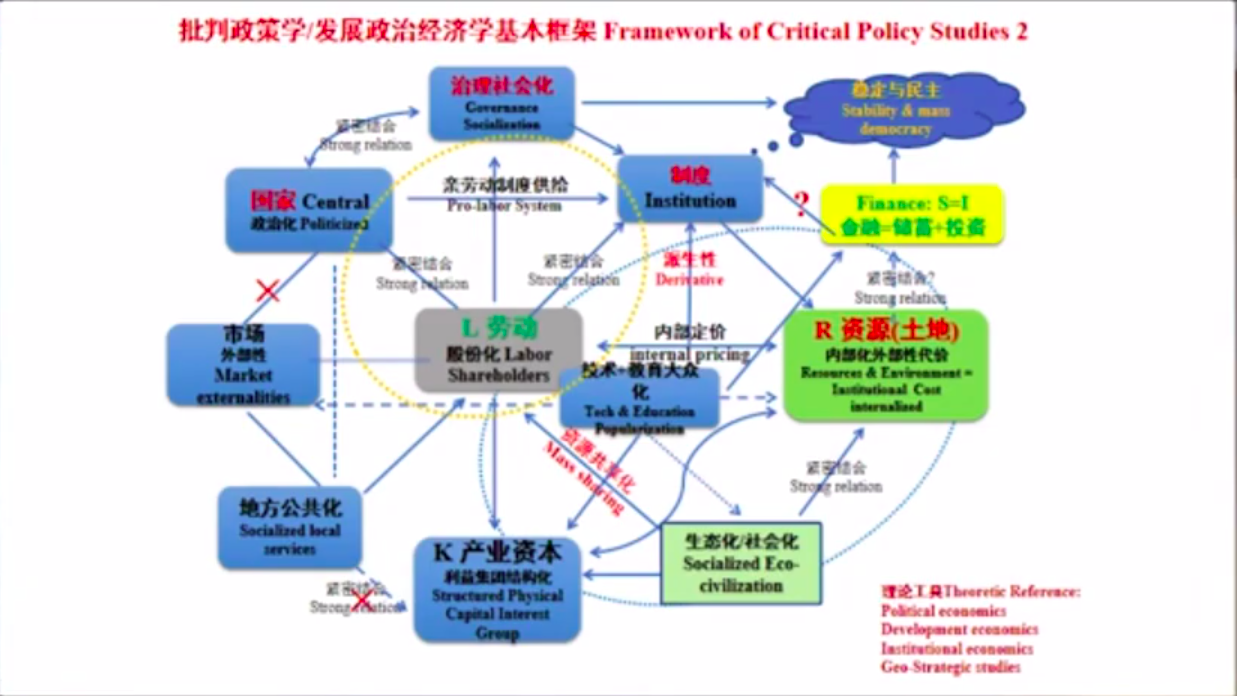 批判政策学/发展政治经济学基本框架 Framework of Critical Policy Studies 2
治理社会化
Governance
Socialization
稳定与民主
Stability & mass
democracy
紧密结合
Strong relation
国家 Central
政治化 Politicized
亲劳动制度供给
Pro-labor System
制度
Institution
?
Finance: S=I
金融=储蓄+投资
紧密结合
Strong relation
紧密结合
Strong relation
派生性
Derivative
紧密结合?
Strong relation
市场
外部性
Market
externalities
L 劳动
股份化 Labor
Shareholders
内部定价
internal pricing
R 资源(土地)
内部化外部性代价
Resources & Environment =
Institutional Cost
internalized
技术+教育大众
化
Tech & Education
Popularization
资源共享化
Mass sharing
紧密结合
Strong relation
地方公共化
Socialized local
services
紧密结合
Strong relation
K 产业资本
利益集团结构化
Structured Physical
Capital Interest
Group
生态化/社会化
Socialized Eco-
civilization
理论工具Theoretic Reference:
Political economics
Development economics
Institutional economics
Geo-Strategic studies